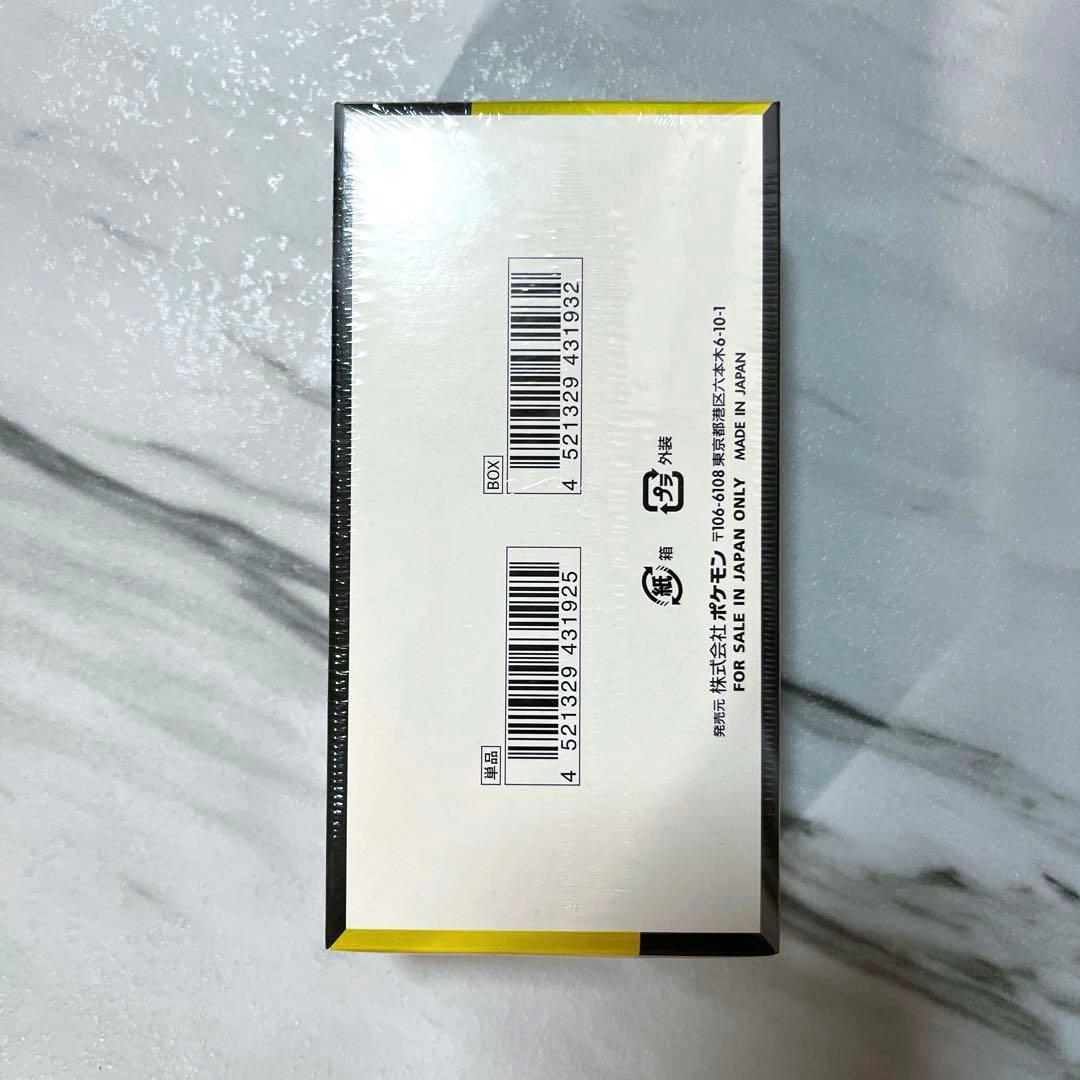 単品
4 521329 431925
BOX
4 521329 431932
紙 箱
プラ 外装
発売元 株式会社ポケモン 〒106-6108 東京都港区六本木6-10-1
FOR SALE IN JAPAN ONLY MADE IN JAPAN